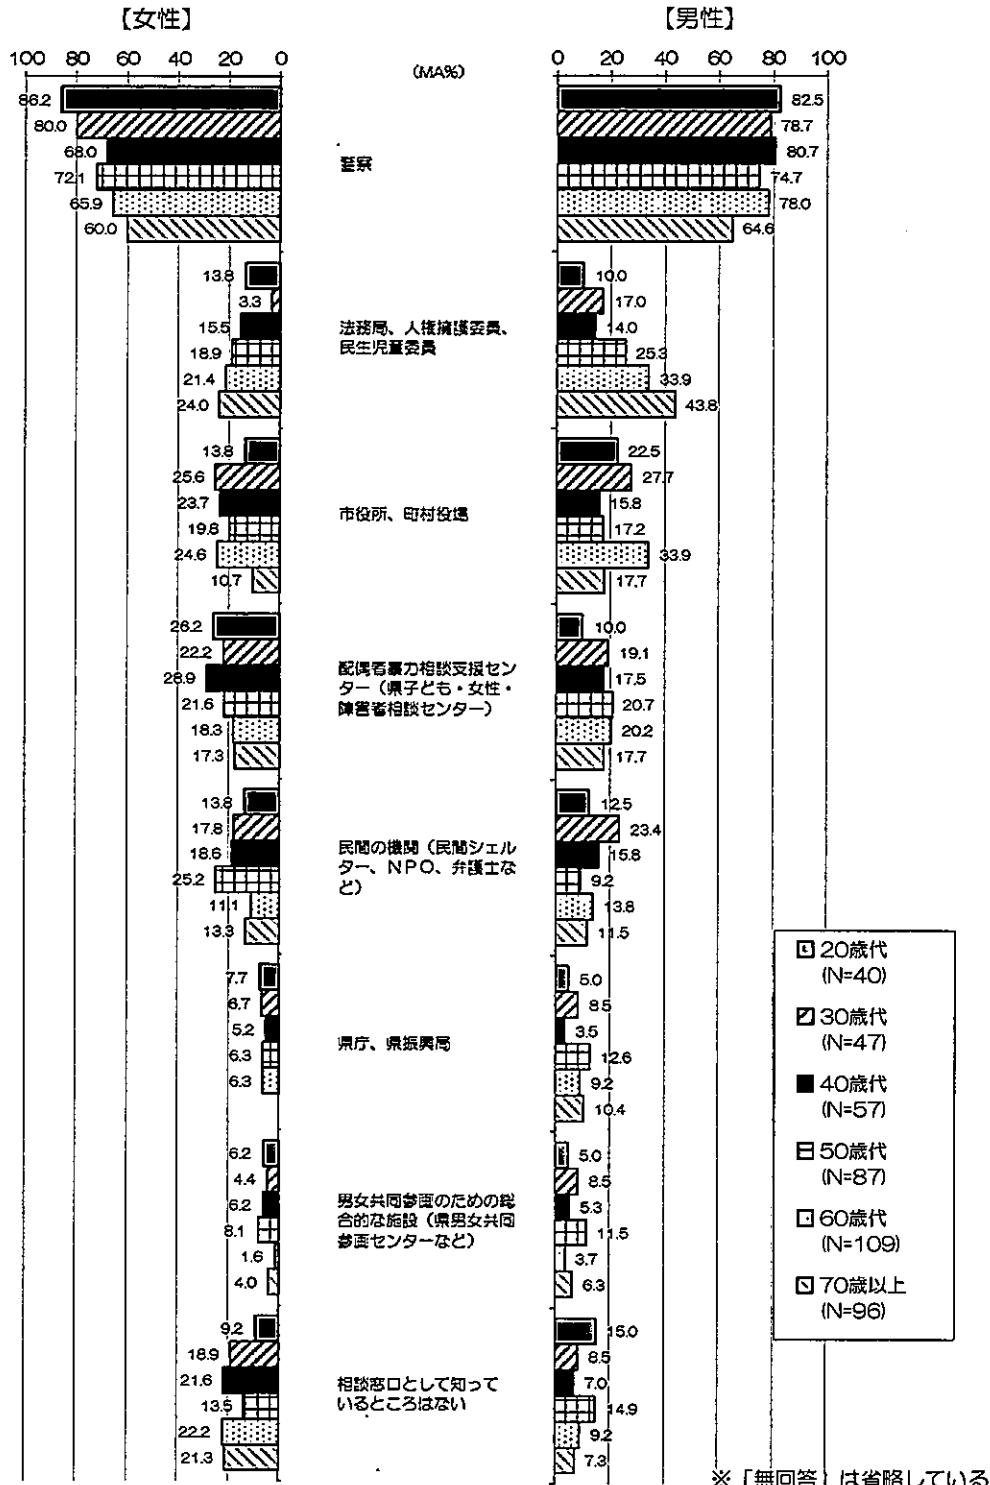 【女性】
【男性】
100 80 60 40 20 0
(MA%)
0 20 40 60 80 100
86.2
80.0
68.0
72.1
65.9
60.0
警察
82.5
78.7
80.7
74.7
78.0
64.6
13.8
3.3
15.5
18.9
21.4
24.0
法務局、人権擁護委員、
民生児童委員
10.0
17.0
14.0
25.3
33.9
43.8
13.8
25.6
23.7
19.8
24.6
10.7
市役所、町村役場
22.5
27.7
15.8
17.2
33.9
17.7
26.2
22.2
28.9
21.6
18.3
17.3
配偶者暴力相談支援セン
ター（県子ども・女性・
障害者相談センター）
10.0
19.1
17.5
20.7
20.2
17.7
13.8
17.8
18.6
25.2
11.1
13.3
民間の機関（民間シェル
ター、ＮＰＯ、弁護士な
ど）
12.5
23.4
15.8
9.2
13.8
11.5
7.7
6.7
5.2
6.3
6.3
県庁、県振興局
5.0
8.5
3.5
12.6
9.2
10.4
6.2
4.4
6.2
8.1
1.6
4.0
男女共同参画のための総
合的な施設（県男女共同
参画センターなど）
5.0
8.5
5.3
11.5
3.7
6.3
9.2
18.9
21.6
13.5
22.2
21.3
相談窓口として知って
いるところはない
15.0
8.5
7.0
14.9
9.2
7.3
20歳代
(N=40)
30歳代
(N=47)
40歳代
(N=57)
50歳代
(N=87)
60歳代
(N=109)
70歳以上
(N=96)
※「無回答」は省略している